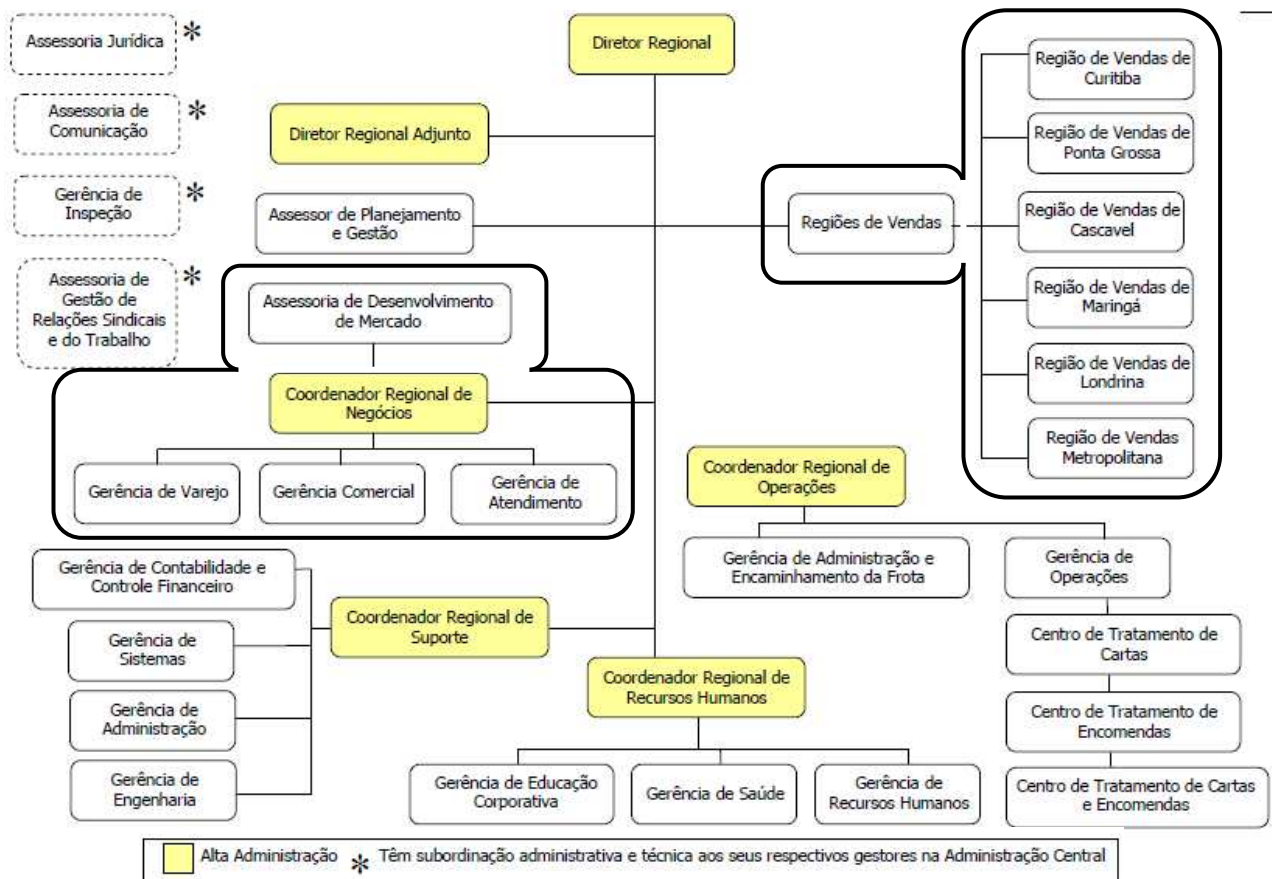 Assessoria Jurídica *
Assessoria de
Comunicação *
Gerência de
Inspeção *
Assessoria de
Gestão de
Relações Sindicais
e do Trabalho *
Diretor Regional
Diretor Regional Adjunto
Assessor de Planejamento
e Gestão
Regiões de Vendas
Região de Vendas de
Curitiba
Região de Vendas de
Ponta Grossa
Região de Vendas de
Cascavel
Região de Vendas de
Maringá
Região de Vendas de
Londrina
Região de Vendas
Metropolitana
Assessoria de Desenvolvimento
de Mercado
Coordenador Regional de
Negócios
Gerência de Varejo
Gerência Comercial
Gerência de
Atendimento
Coordenador Regional de
Operações
Gerência de Administração e
Encaminhamento da Frota
Gerência de
Operações
Centro de Tratamento de
Cartas
Centro de Tratamento de
Encomendas
Centro de Tratamento de Cartas
e Encomendas
Gerência de Contabilidade e
Controle Financeiro
Gerência de
Sistemas
Gerência de
Administração
Gerência de
Engenharia
Coordenador Regional de
Suporte
Coordenador Regional de
Recursos Humanos
Gerência de Educação
Corporativa
Gerência de Saúde
Gerência de
Recursos Humanos
Alta Administração * Têm subordinação administrativa e técnica aos seus respectivos gestores na Administração Central